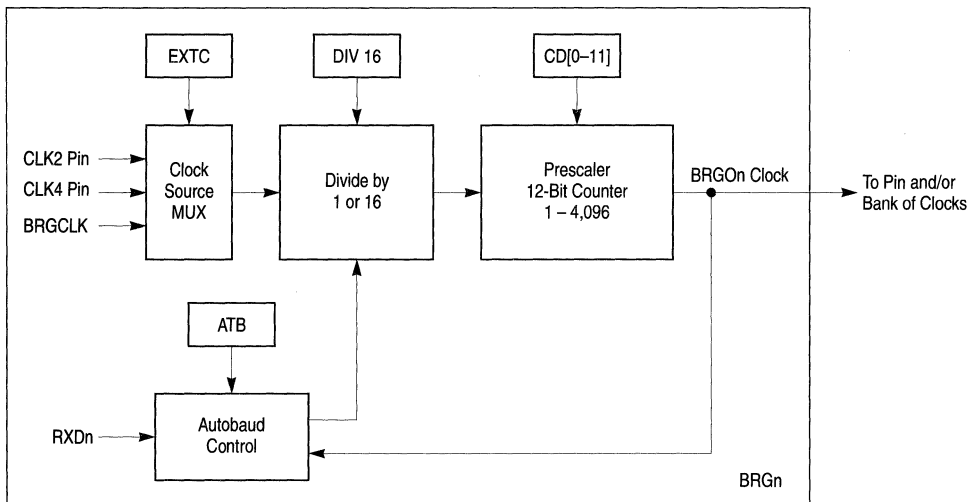 EXTC
DIV 16
CD[0–11]
CLK2 Pin
CLK4 Pin
BRGCLK
Clock
Source
MUX
Divide by
1 or 16
Prescaler
12-Bit Counter
1 – 4,096
BRGOn Clock
To Pin and/or
Bank of Clocks
ATB
RXDn
Autobaud
Control
BRGn